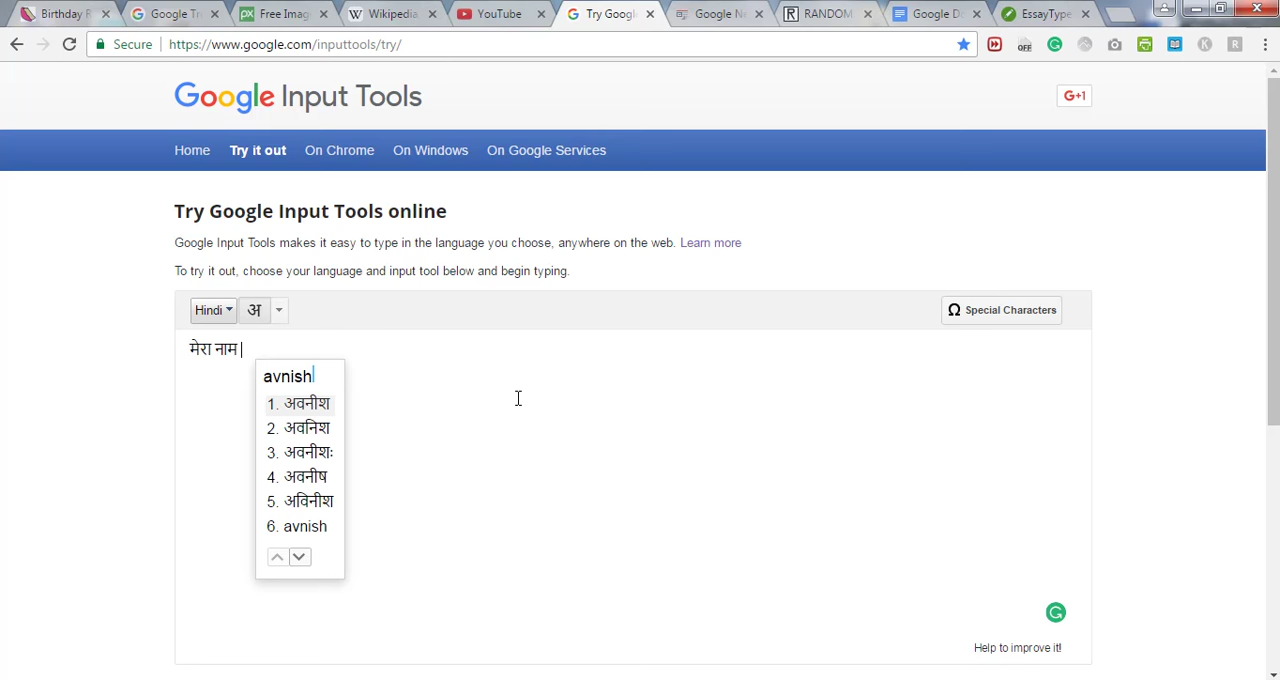 Birthday R Google T Free Imag Wikipedia YouTube Try Googl Google Ne RANDOM Google D EssayType
Secure https://www.google.com/inputtools/try/ OFF K R
Google Input Tools G+1
Home Try it out On Chrome On Windows On Google Services
Try Google Input Tools online
Google Input Tools makes it easy to type in the language you choose, anywhere on the web. Learn more
To try it out, choose your language and input tool below and begin typing.
Hindi अ Ω Special Characters
मेरा नाम
avnish
1. अवनीश
2. अवनिश
3. अवनीशः
4. अवनीष
5. अविनीश
6. avnish
Help to improve it!